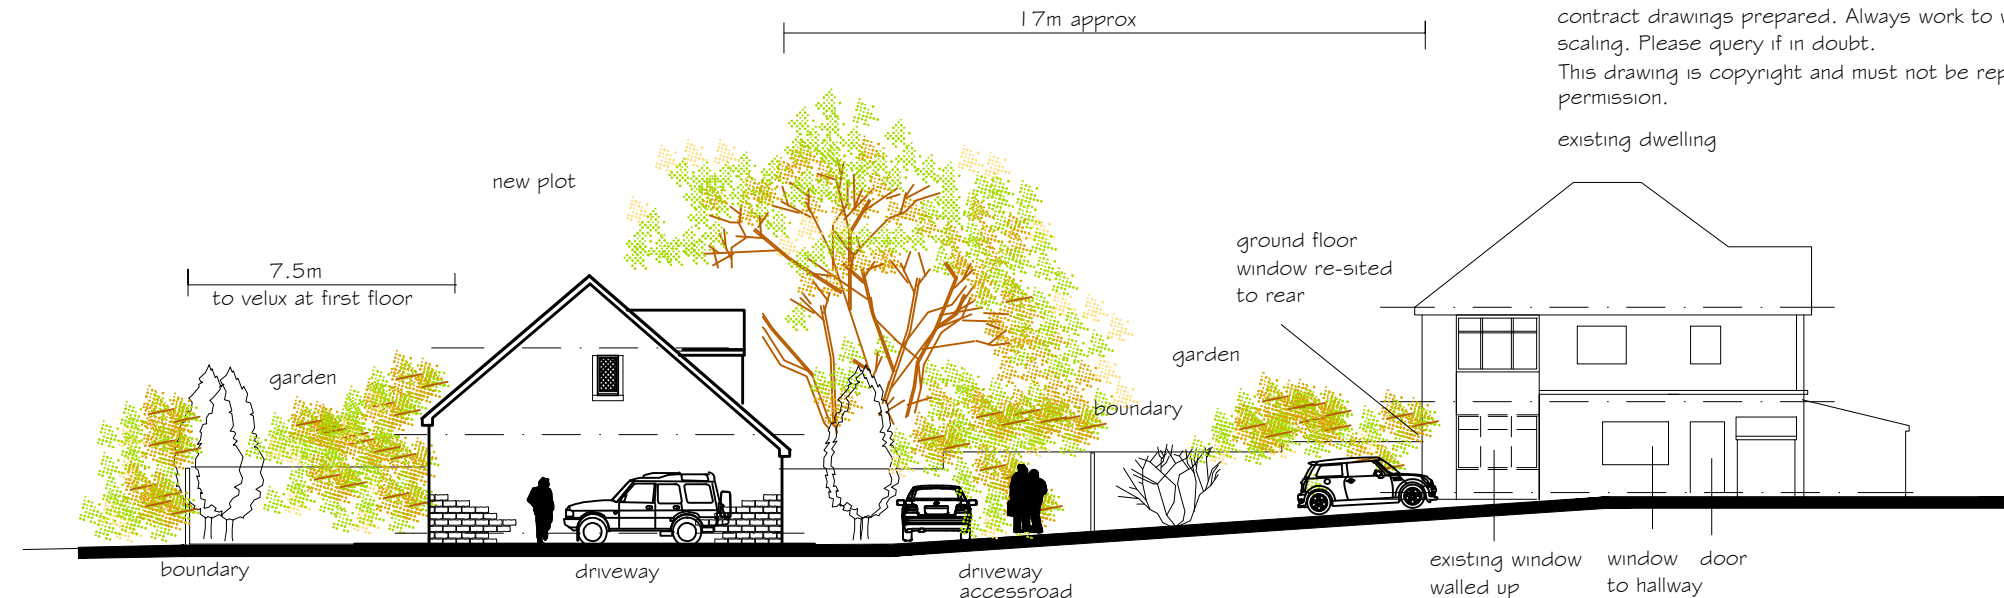 17m approx
contract drawings prepared. Always work to
scaling. Please query if in doubt.
This drawing is copyright and must not be
permission.
existing dwelling
new plot
7.5m
to velux at first floor
ground floor
window re-sited
to rear
garden
garden
boundary
boundary
driveway
driveway
accessroad
existing window
walled up
window
to hallway
door